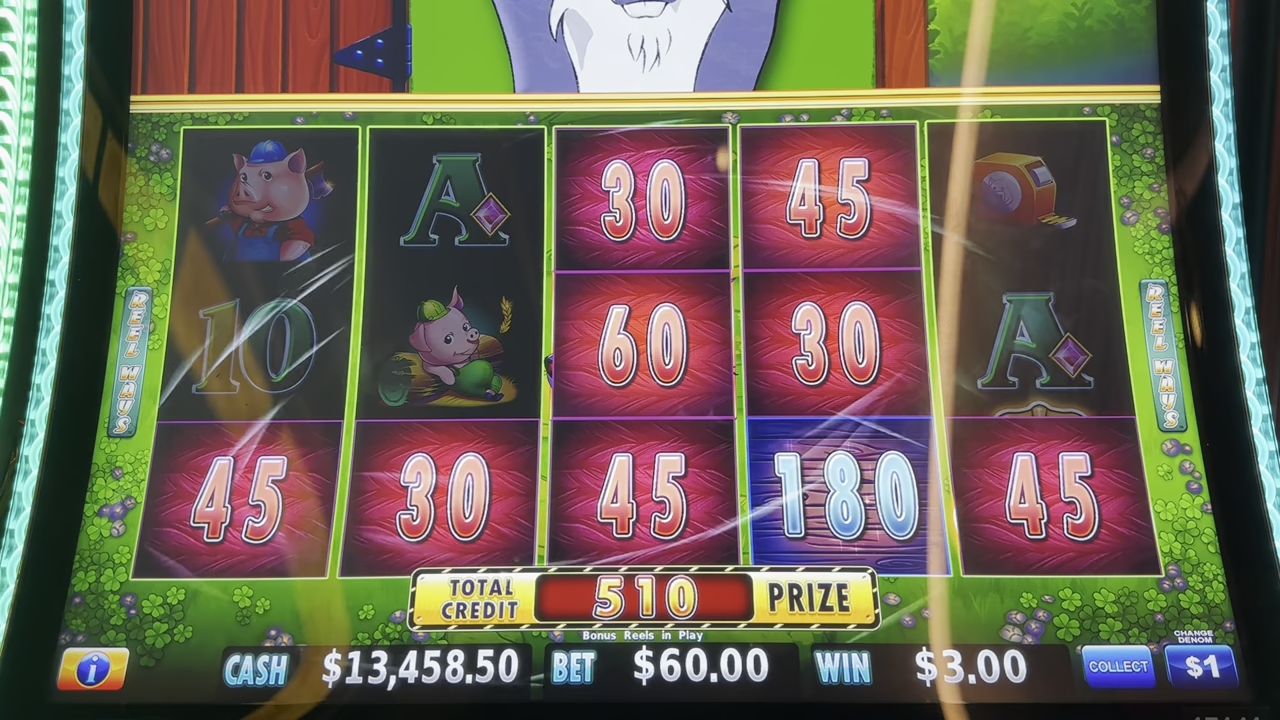 A
30
45
REEL WAYS
10
60
30
A
REEL WAYS
45
30
45
180
45
TOTAL CREDIT 510 PRIZE
Bonus Reels in Play
CHANGE DENOM
CASH $13,458.50 BET $60.00 WIN $3.00 COLLECT $1